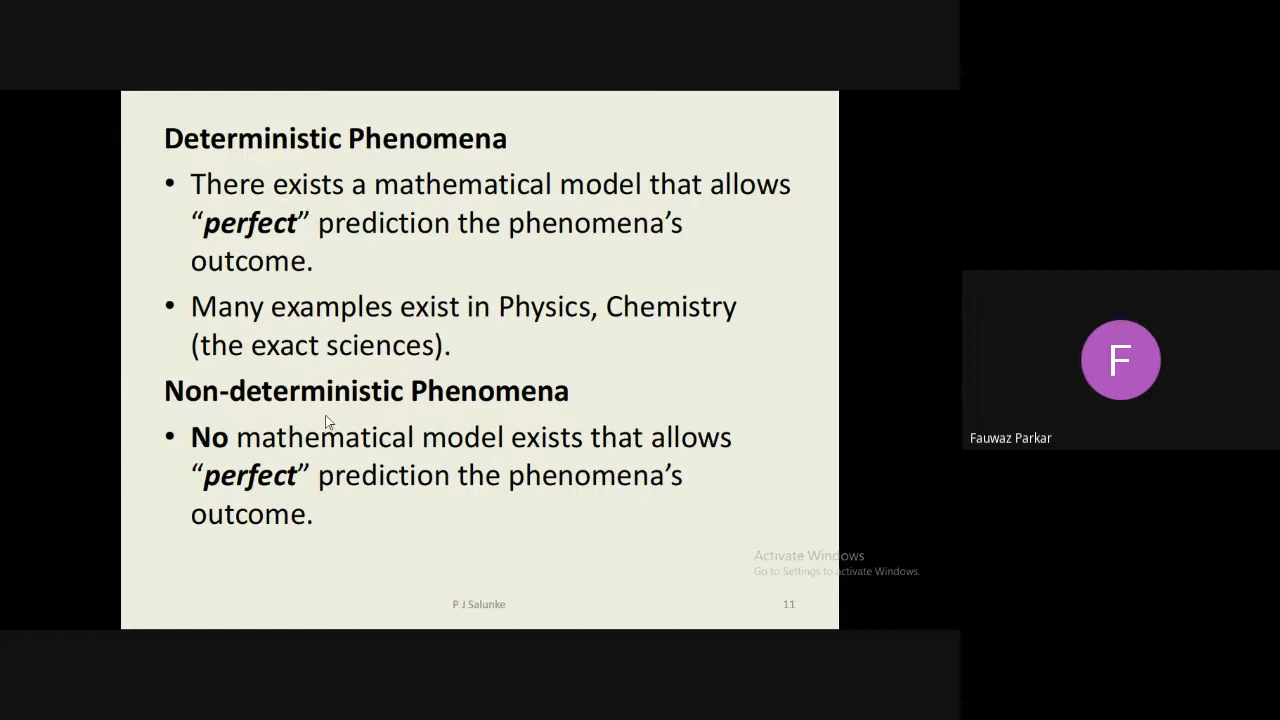 Deterministic Phenomena
• There exists a mathematical model that allows
“perfect” prediction the phenomena’s
outcome.
• Many examples exist in Physics, Chemistry
(the exact sciences).
Non-deterministic Phenomena
• No mathematical model exists that allows
“perfect” prediction the phenomena’s
outcome.
Activate Windows
Go to Settings to activate Windows.
P J Salunke
11
F
Fauwaz Parkar